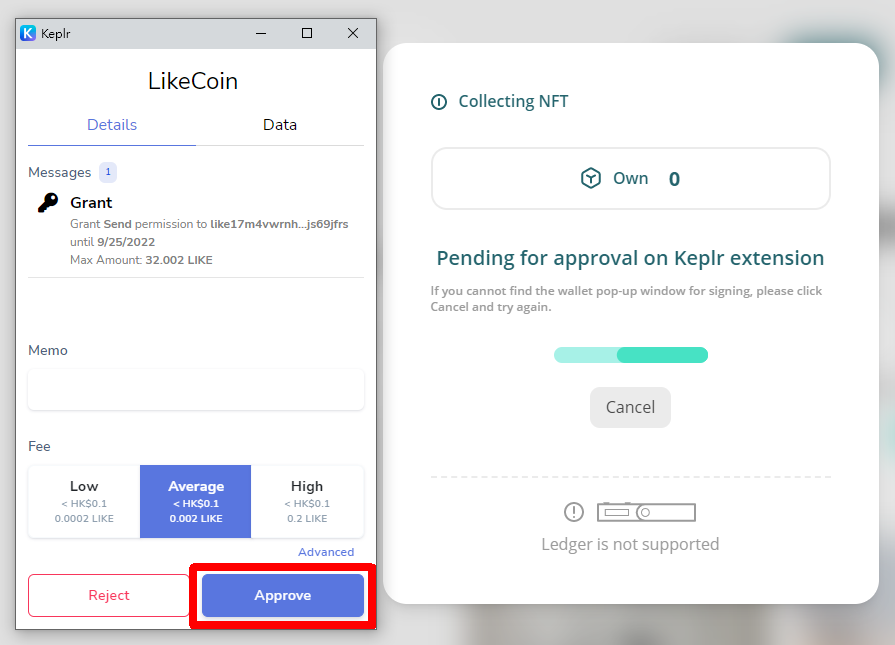 Keplr
LikeCoin
Details
Data
Messages 1
Grant
Grant Send permission to like17m4vwrnh...js69jfrs
until 9/25/2022
Max Amount: 32.002 LIKE
Memo
Fee
Low
< HK$0.1
0.0002 LIKE
Average
< HK$0.1
0.002 LIKE
High
< HK$0.1
0.2 LIKE
Advanced
Reject
Approve
Collecting NFT
Own 0
Pending for approval on Keplr extension
If you cannot find the wallet pop-up window for signing, please click
Cancel and try again.
Cancel
Ledger is not supported